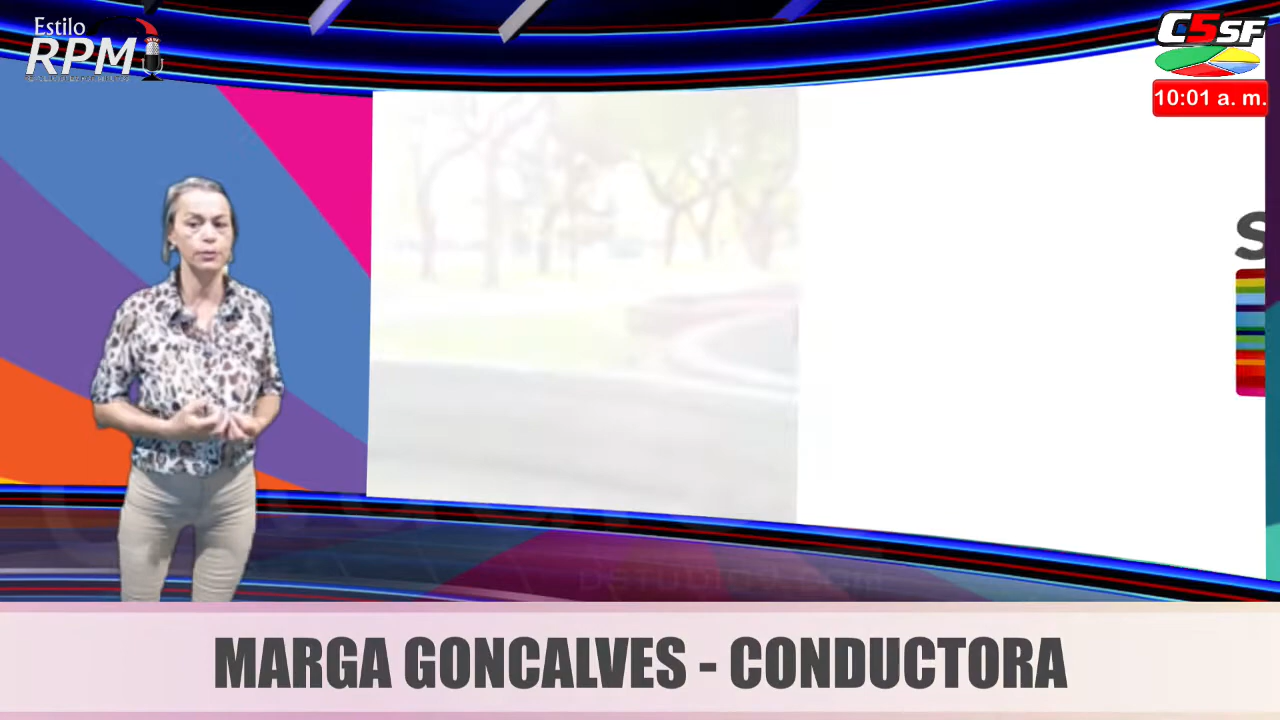 Estilo
RPM
C5SF
10:01 a. m.
S
MARGA GONCALVES - CONDUCTORA